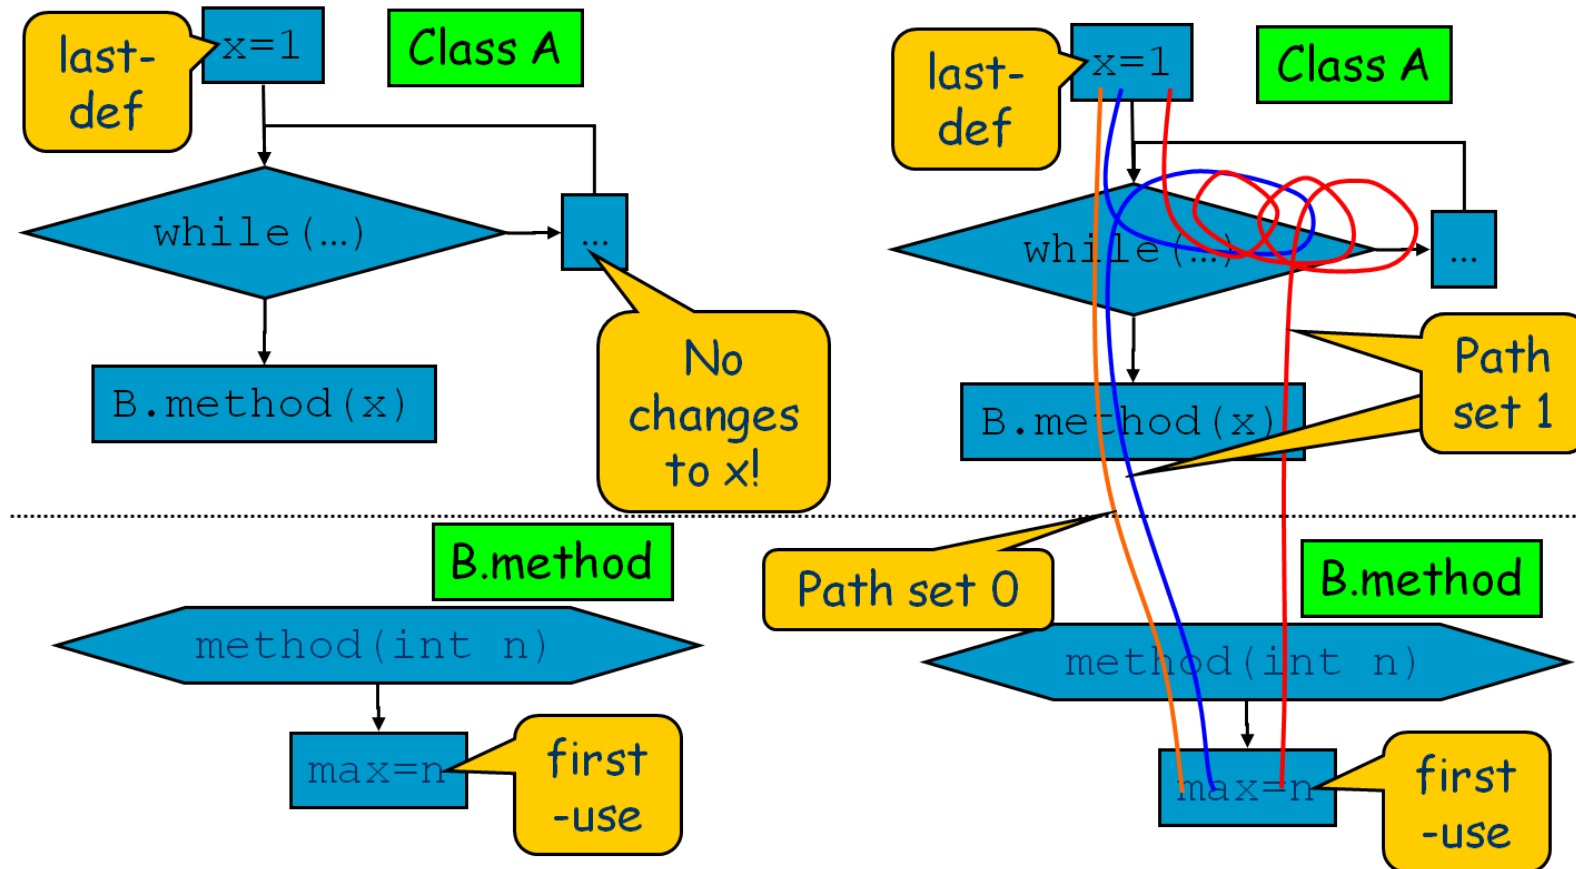 last-
def
x=1
Class A
while(…)
…
No
changes
to x!
B.method(x)
B.method
method(int n)
max=n
first
-use
last-
def
x=1
Class A
while(…)
…
Path
set 1
B.method(x)
Path set 0
B.method
method(int n)
max=n
first
-use